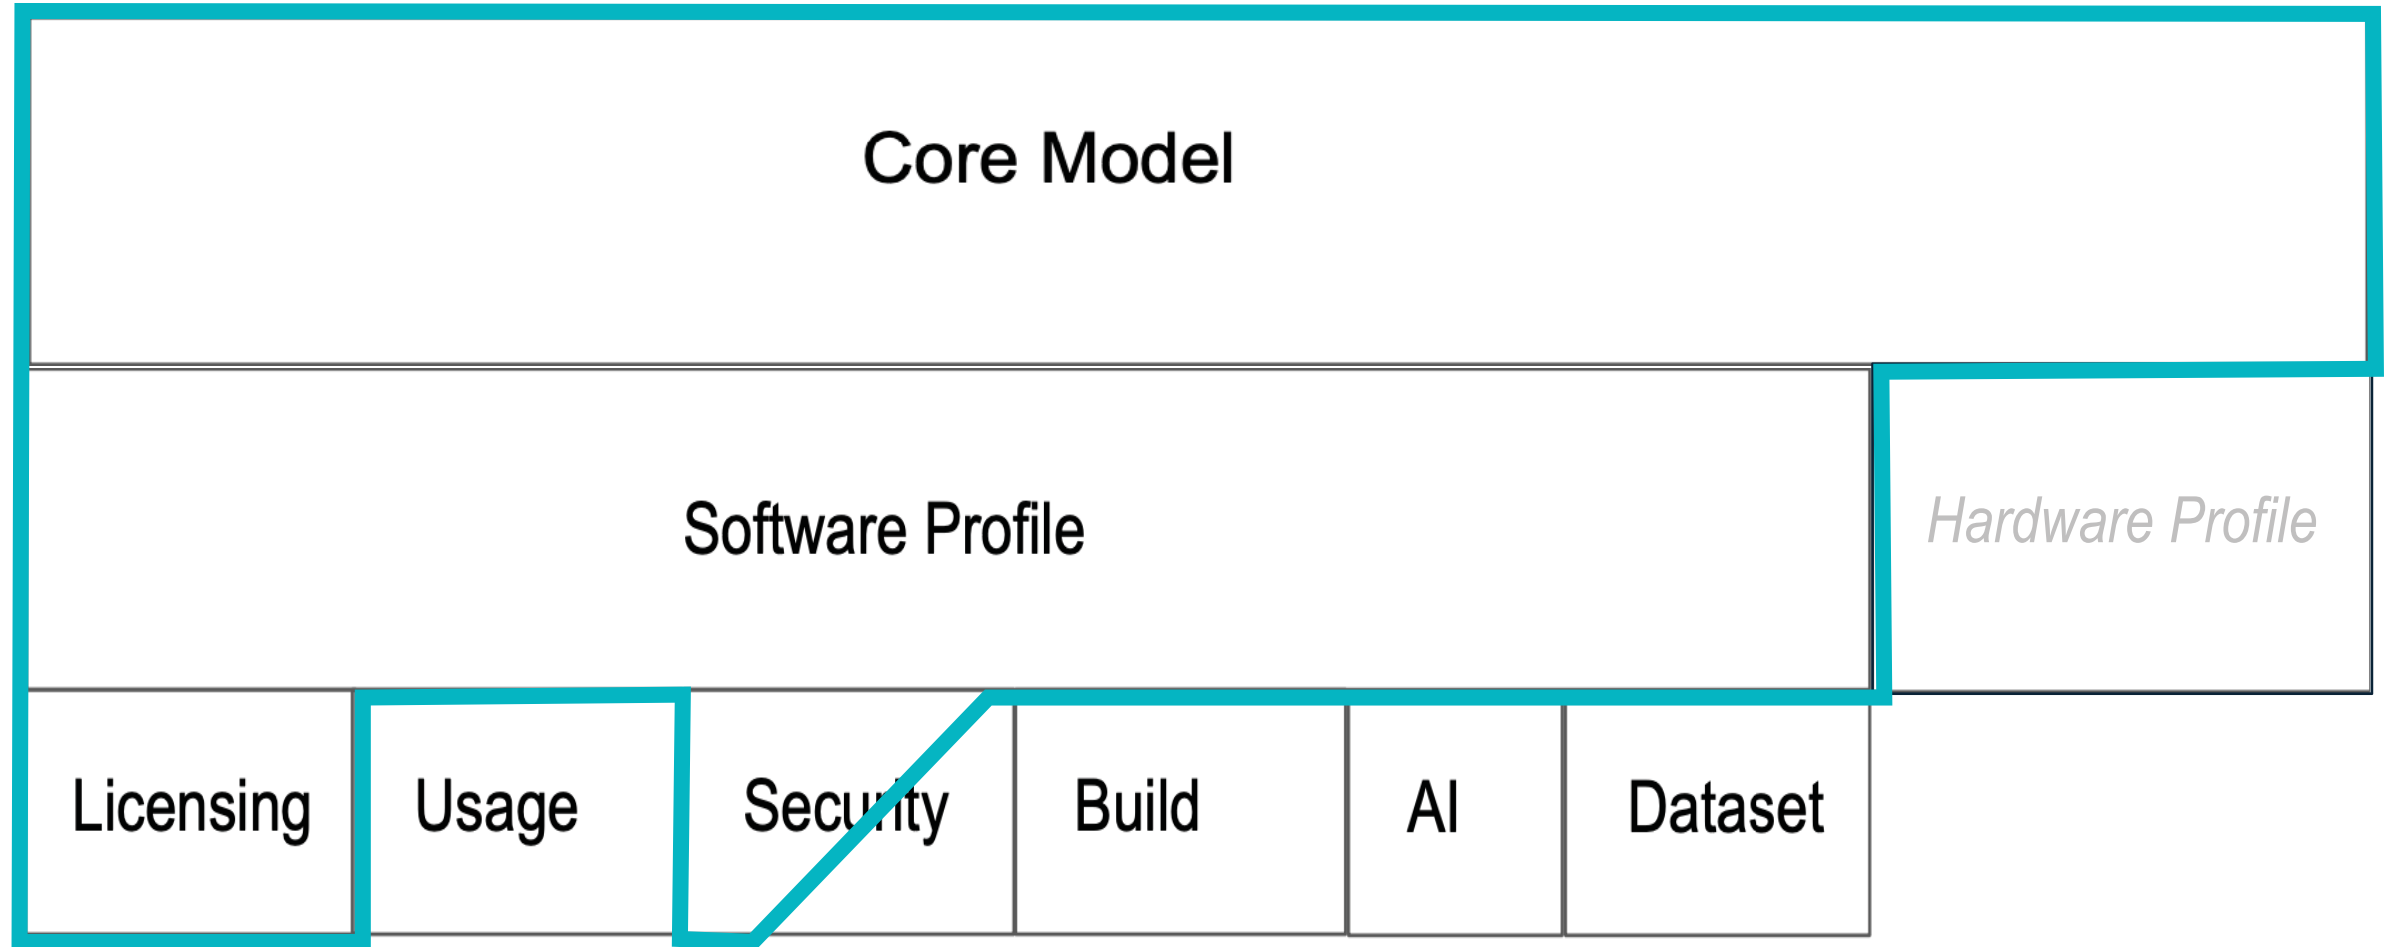 Core Model
Software Profile
Hardware Profile
Licensing
Usage
Security
Build
AI
Dataset